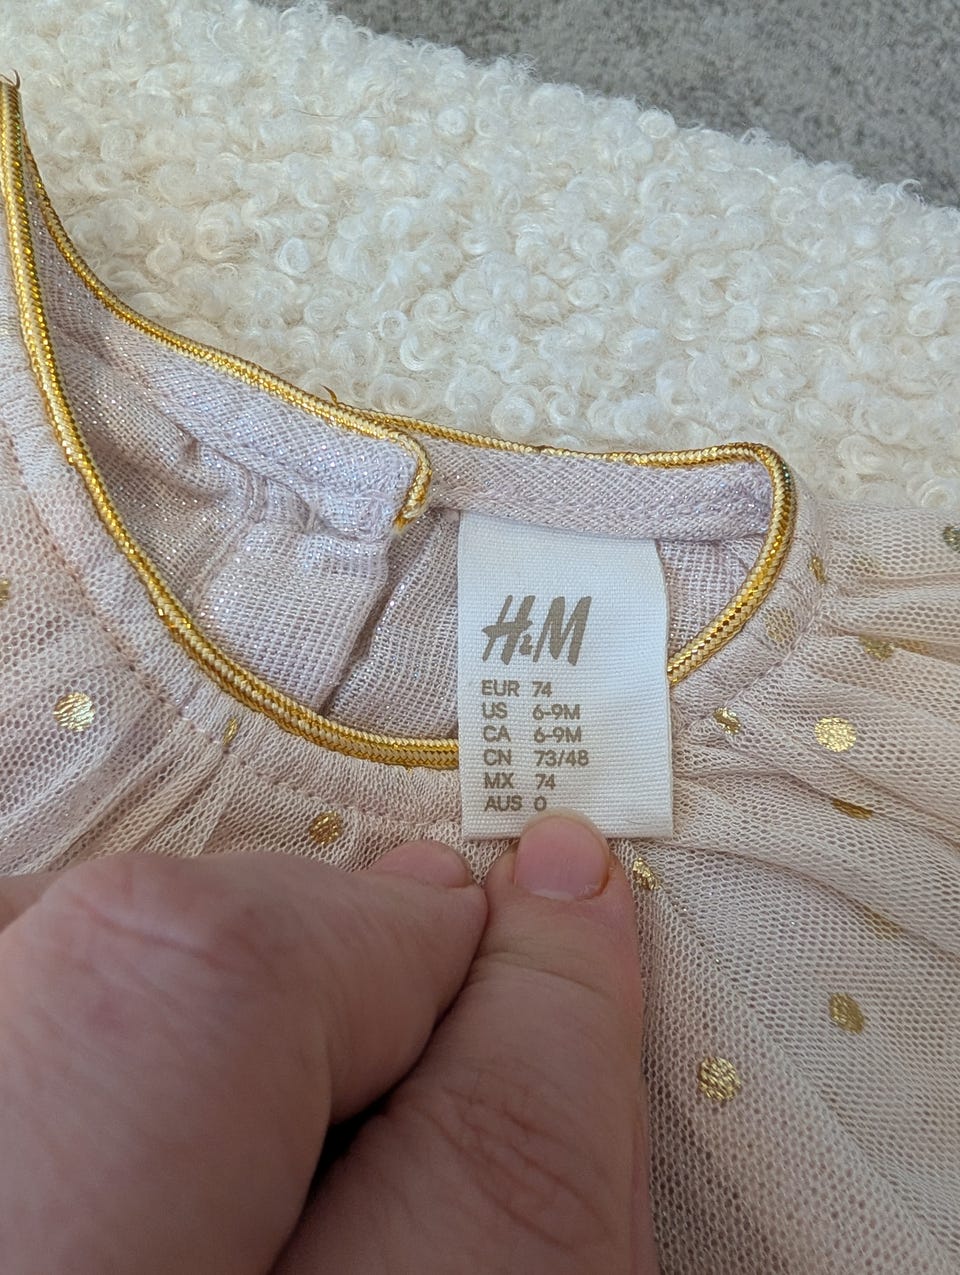 H&M
EUR 74
US 6-9M
CA 6-9M
CN 73/48
MX 74
AUS 0